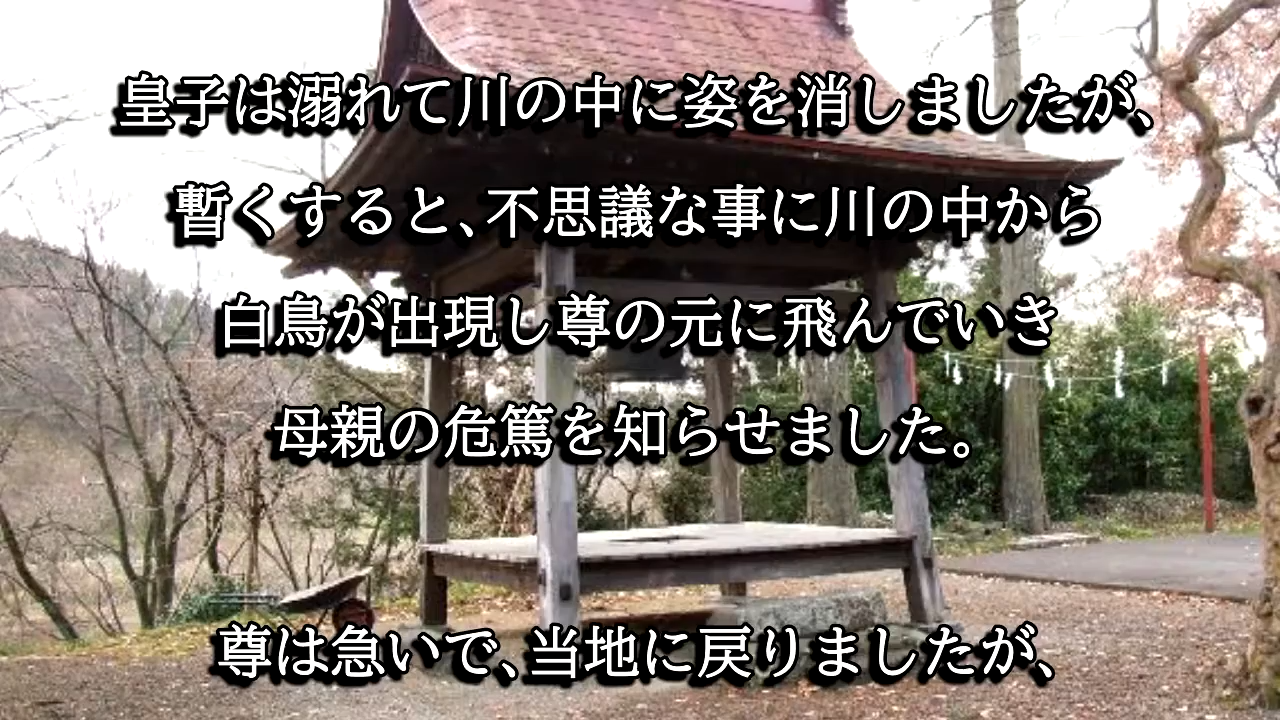 皇子は溺れて川の中に姿を消しましたが、
暫くすると、不思議な事に川の中から
白鳥が出現し尊の元に飛んでいき
母親の危篤を知らせました。
尊は急いで、当地に戻りましたが、